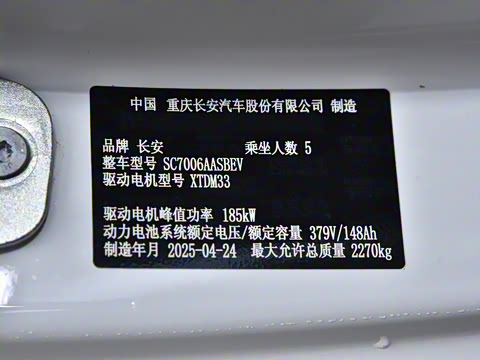 中国 重庆长安汽车股份有限公司 制造
品牌 长安 乘坐人数 5
整车型号 SC7006AASBEV
驱动电机型号 XTDM33
驱动电机峰值功率 185kW
动力电池系统额定电压/额定容量 379V/148Ah
制造年月 2025-04-24 最大允许总质量 2270kg